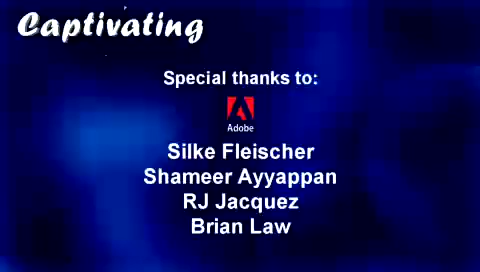 Captivating
Special thanks to:
Adobe
Silke Fleischer
Shameer Ayyappan
RJ Jacquez
Brian Law